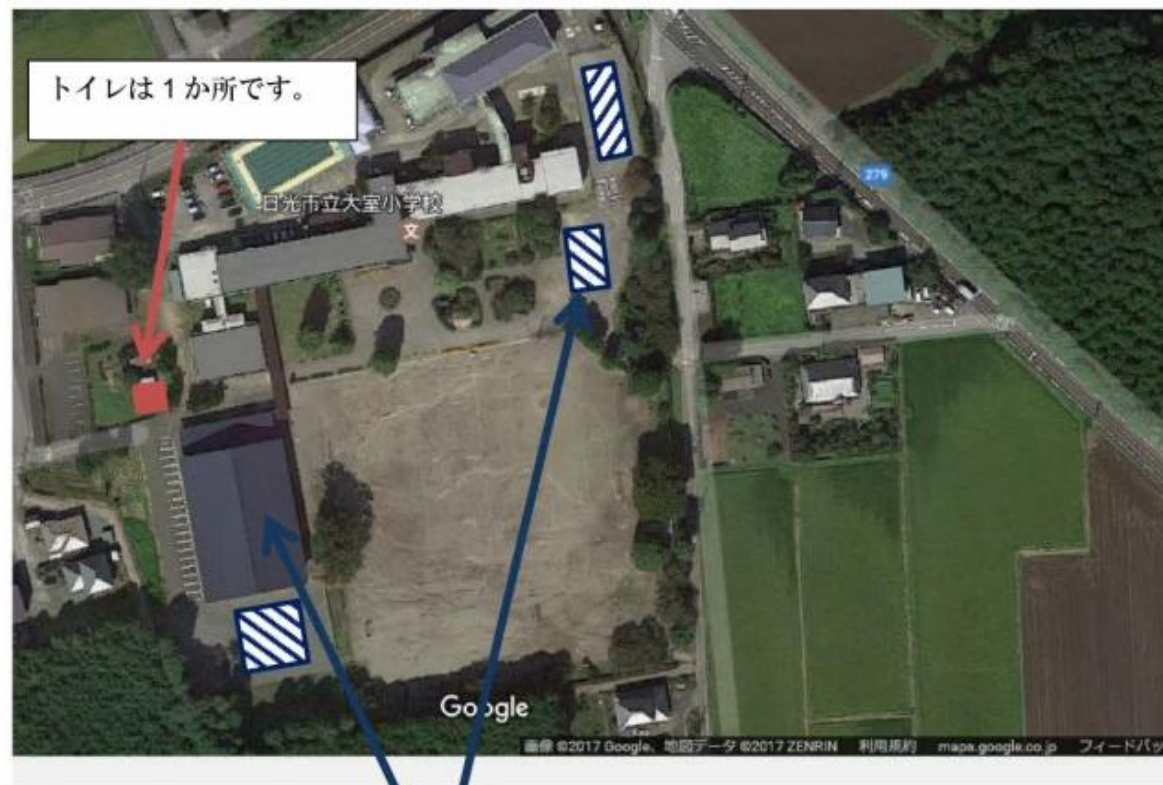 トイレは1か所です。
279
日光市立大室小学校
文
Google
画像 ©2017 Google、地図データ ©2017 ZENRIN 利用規約 maps.google.co.jp フィードバッ